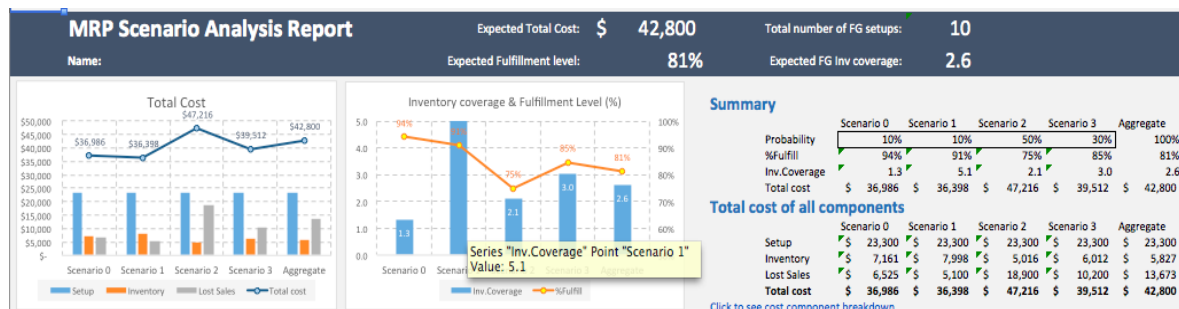 MRP Scenario Analysis Report
Expected Total Cost: $ 42,800
Total number of FG setups: 10
Name:
Expected Fulfillment level: 81%
Expected FG Inv coverage: 2.6
Total Cost
$50,000
$45,000
$40,000
$35,000
$30,000
$25,000
$20,000
$15,000
$10,000
$5,000
$-
$36,986
$36,398
$47,216
$39,512
$42,800
Scenario 0 Scenario 1 Scenario 2 Scenario 3 Aggregate
Setup Inventory Lost Sales Total cost
Inventory coverage & Fulfillment Level (%)
5.0
4.0
3.0
2.0
1.0
0.0
100%
90%
80%
70%
60%
94%
75%
85%
81%
1.3
2.1
3.0
2.6
Scenario 0
Series "Inv.Coverage" Point "Scenario 1"
Value: 5.1
Inv.Coverage %Fulfill
Summary
Scenario 0 Scenario 1 Scenario 2 Scenario 3 Aggregate
Probability 10% 10% 50% 30% 100%
%Fulfill 94% 91% 75% 85% 81%
Inv.Coverage 1.3 5.1 2.1 3.0 2.6
Total cost $ 36,986 $ 36,398 $ 47,216 $ 39,512 $ 42,800
Total cost of all components
Scenario 0 Scenario 1 Scenario 2 Scenario 3 Aggregate
Setup $ 23,300 $ 23,300 $ 23,300 $ 23,300 $ 23,300
Inventory $ 7,161 $ 7,998 $ 5,016 $ 6,012 $ 5,827
Lost Sales $ 6,525 $ 5,100 $ 18,900 $ 10,200 $ 13,673
Total cost $ 36,986 $ 36,398 $ 47,216 $ 39,512 $ 42,800
Click to see cost component breakdown